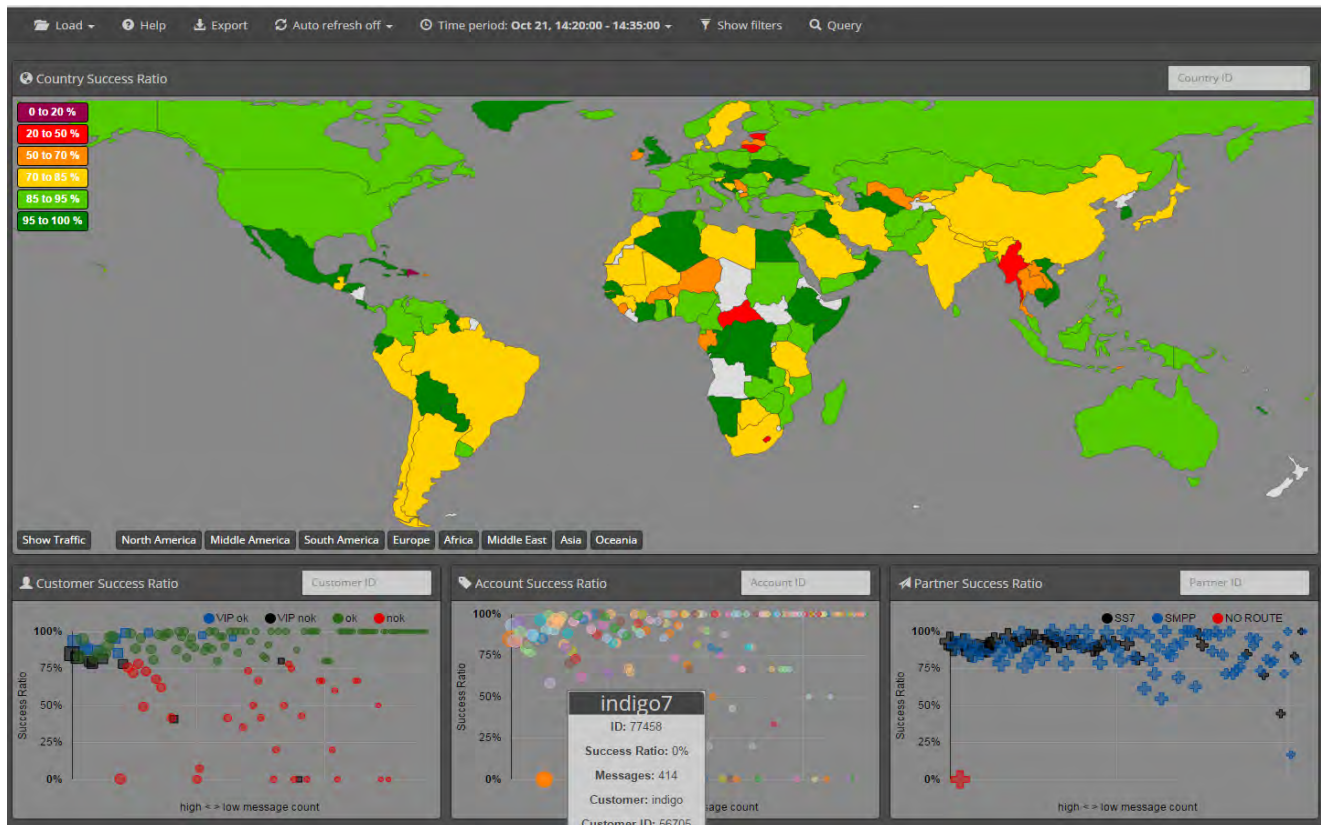 Load Help Export Auto refresh off Time period: Oct 21, 14:20:00 - 14:35:00 Show filters Query
Country Success Ratio Country ID
0 to 20 %
20 to 50 %
50 to 70 %
70 to 85 %
85 to 95 %
95 to 100 %
Show Traffic North America Middle America South America Europe Africa Middle East Asia Oceania
Customer Success Ratio Customer ID
VIP ok VIP nok ok nok
100%
75%
50%
25%
0%
Success Ratio
high < > low message count
Account Success Ratio Account ID
100%
75%
50%
25%
0%
Success Ratio
indigo7
ID: 77458
Success Ratio: 0%
Messages: 414
Customer: indigo
Customer ID: 56705
sage count
Partner Success Ratio Partner ID
SS7 SMPP NO ROUTE
100%
75%
50%
25%
0%
Success Ratio
high < > low message count